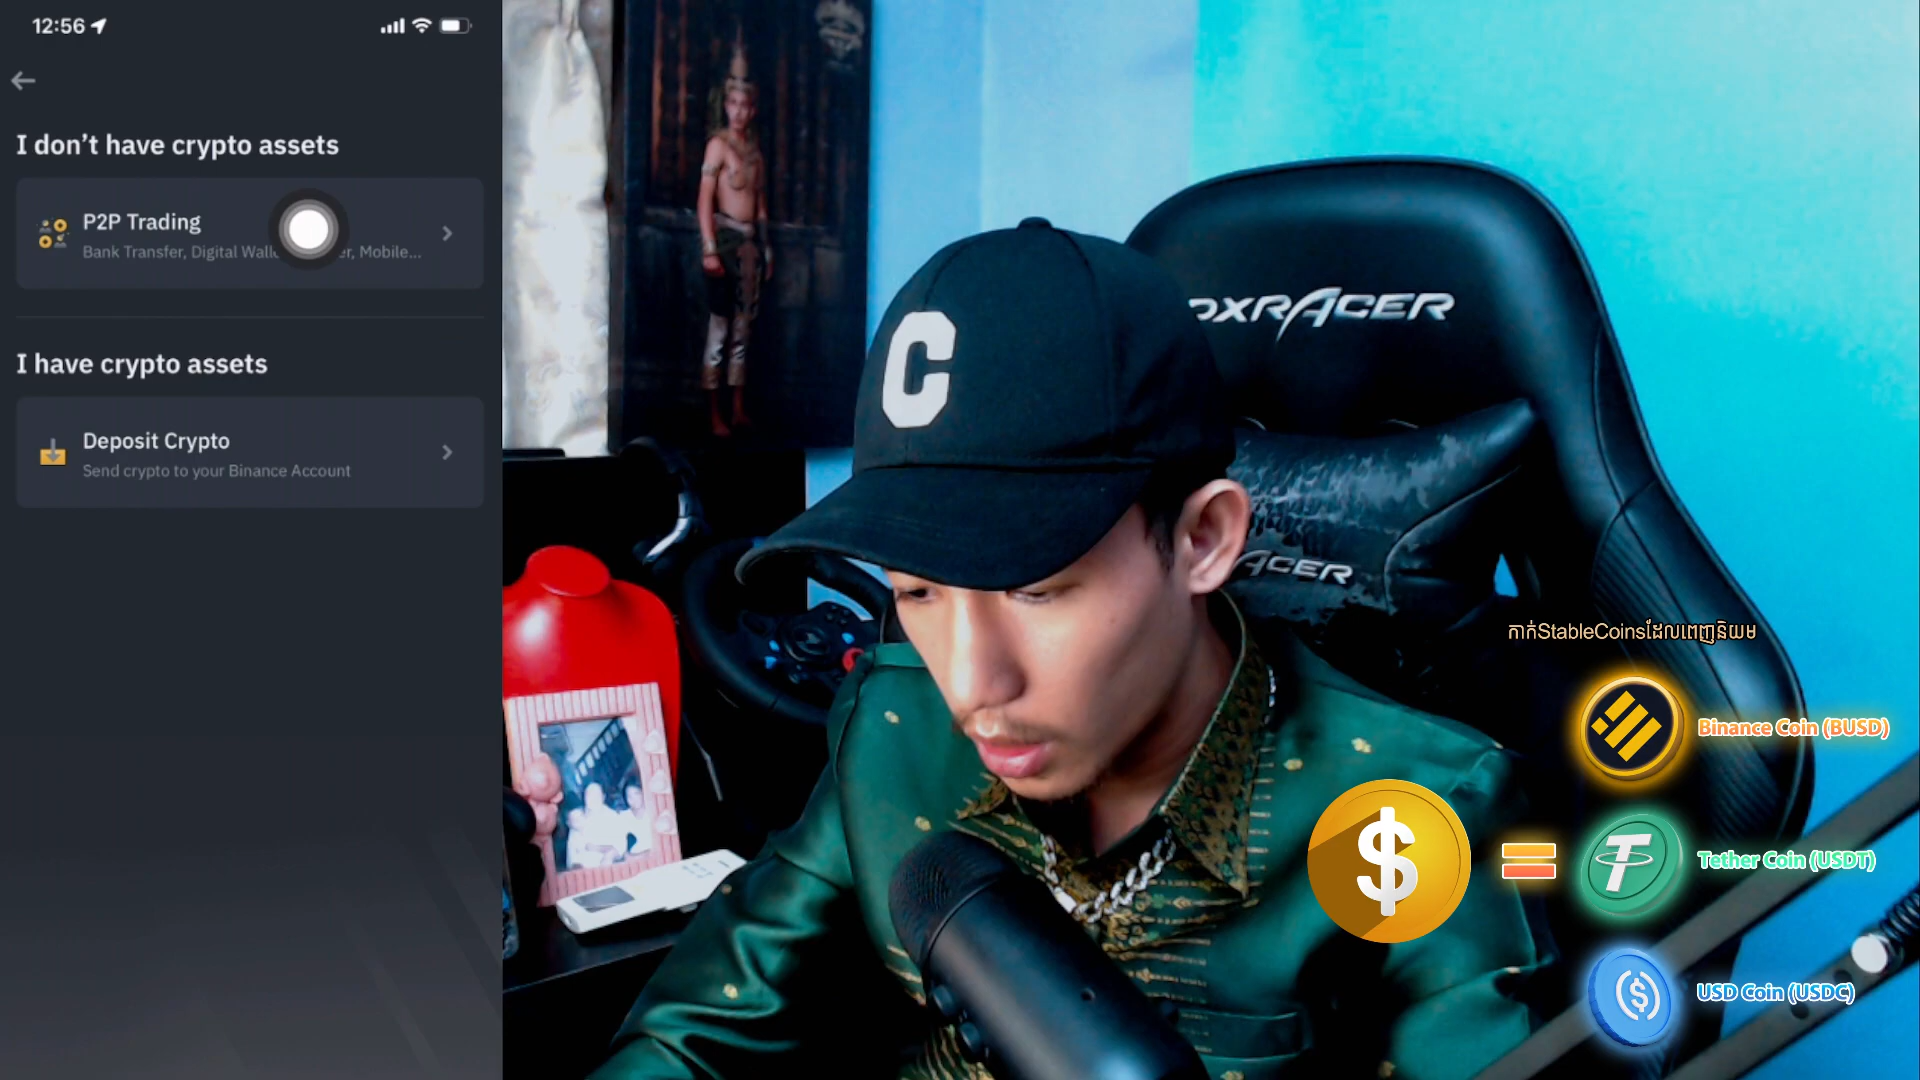 12:56
I don't have crypto assets
P2P Trading
Bank Transfer, Digital Wall er, Mobile...
I have crypto assets
Deposit Crypto
Send crypto to your Binance Account
C
DXRACER
ACER
កាក់StableCoinsដែលពេញនិយម
Binance Coin (BUSD)
Tether Coin (USDT)
USD Coin (USDC)